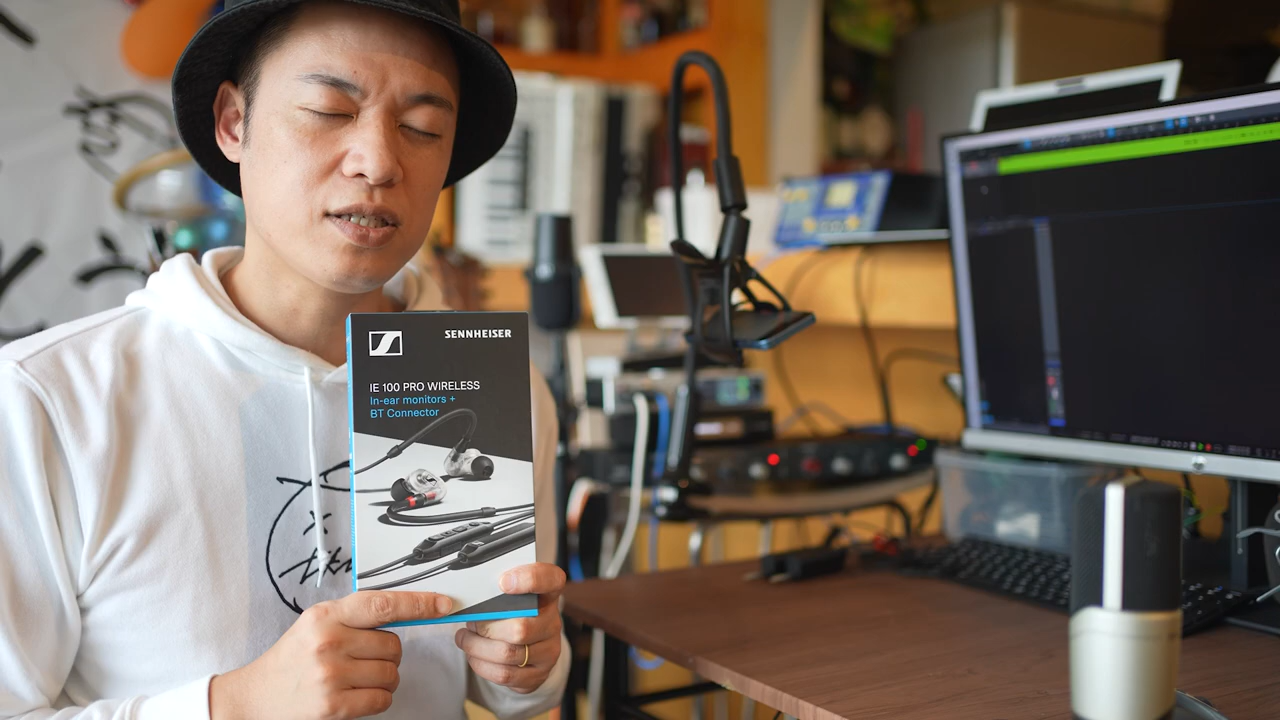 SENNHEISER
IE 100 PRO WIRELESS
In-ear monitors +
BT Connector